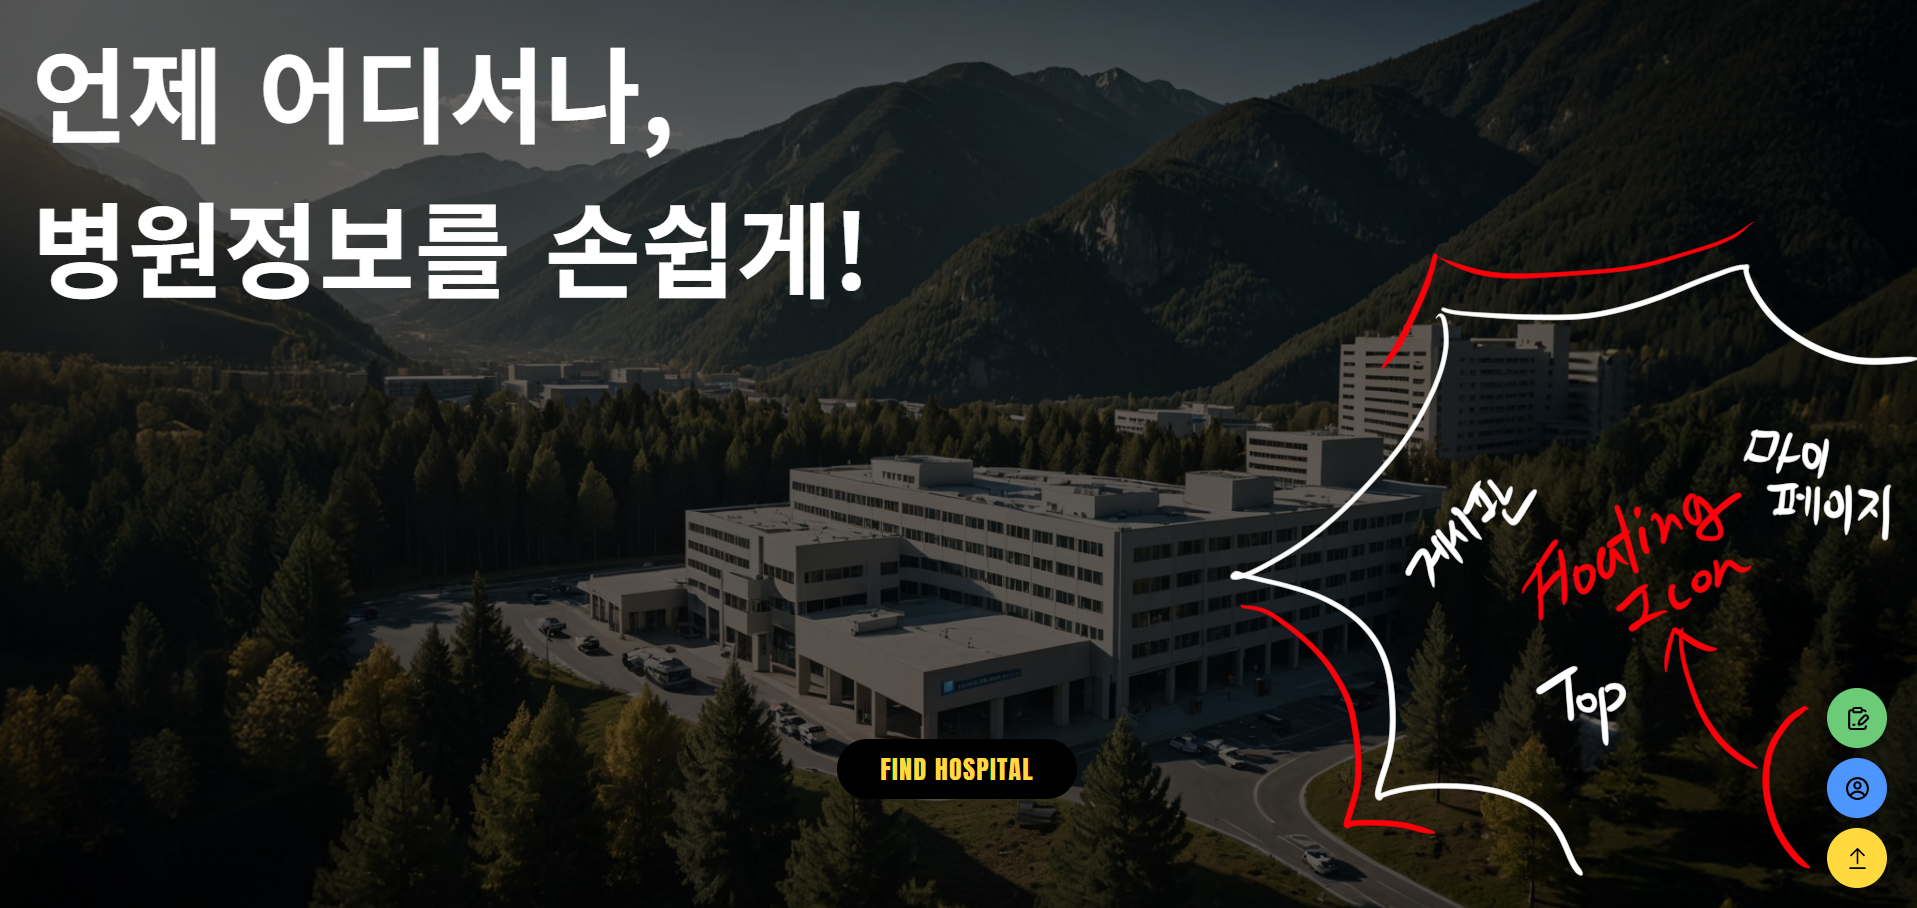 언제 어디서나,
병원정보를 손쉽게!
마이
페이지
게시판
Floating
Icon
Top
FIND HOSPITAL